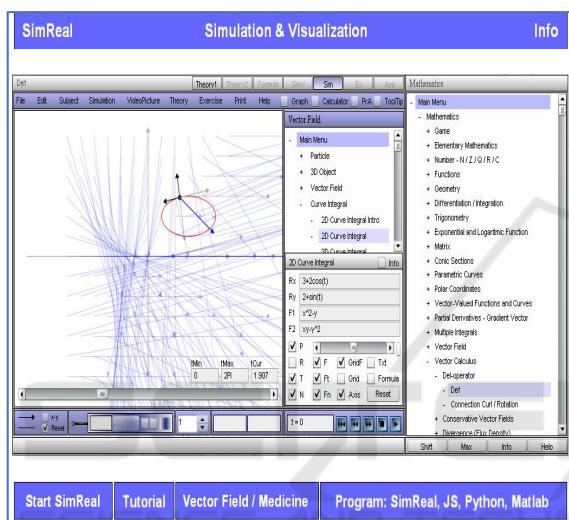 SimReal Simulation & Visualization Info
Def Theory1 Theory2 Formula SimV Sim Ex App Mathematics
File Edit Subject Simulation VideoPicture Theory Exercise Print Help Graph Calculator PrA ToolTip
Vector Field
- Main Menu
+ Particle
+ 3D Object
+ Vector Field
- Curve Integral
- 2D Curve Integral Intro
- 2D Curve Integral
3D Curve Integral
2D Curve Integral Info
Rx 3+2cos(t)
Ry 2+sin(t)
F1 x^2-y
F2 xy-y^2
P
R F GridF Txt
T Ft Grid Formula
N Fn Axis Reset
tMin tMax tCur
0 2PI 1.907
x-y
Reset
1
t=0
- Main Menu
- Mathematics
+ Game
+ Elementary Mathematics
+ Number - N / Z / Q / R / C
+ Functions
+ Geometry
+ Differentiation / Integration
+ Trigonometry
+ Exponential and Logaritmic Function
+ Matrix
+ Conic Sections
+ Parametric Curves
+ Polar Coordinates
+ Vector-Valued Functions and Curves
+ Partial Derivatives - Gradient Vector
+ Multiple Integrals
+ Vector Field
- Vector Calculus
- Del-operator
- Def
- Connection Curl / Rotation
+ Conservative Vector Fields
+ Divergence (Flux Density)
Shift Max Info Help
Start SimReal Tutorial Vector Field / Medicine Program: SimReal, JS, Python, Matlab